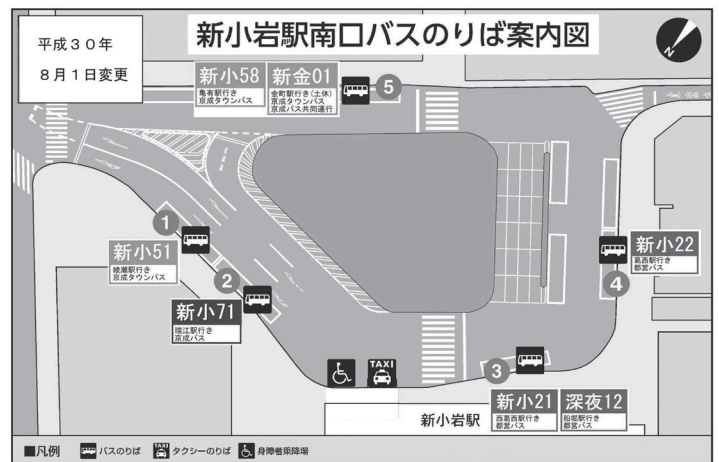 平成30年
8月1日変更
新小岩駅南口バスのりば案内図
N
新小58
亀有駅行き
京成タウンバス
新金01
金町駅行き(土休)
京成タウンバス
京成バス共同運行
5
1
新小51
綾瀬駅行き
京成タウンバス
2
新小71
瑞江駅行き
京成バス
新小22
葛西駅行き
都営バス
4
TAXI
3
新小岩駅
新小21
西葛西駅行き
都営バス
深夜12
船堀駅行き
都営バス
■凡例
バスのりば
TAXI
タクシーのりば
身障者乗降場